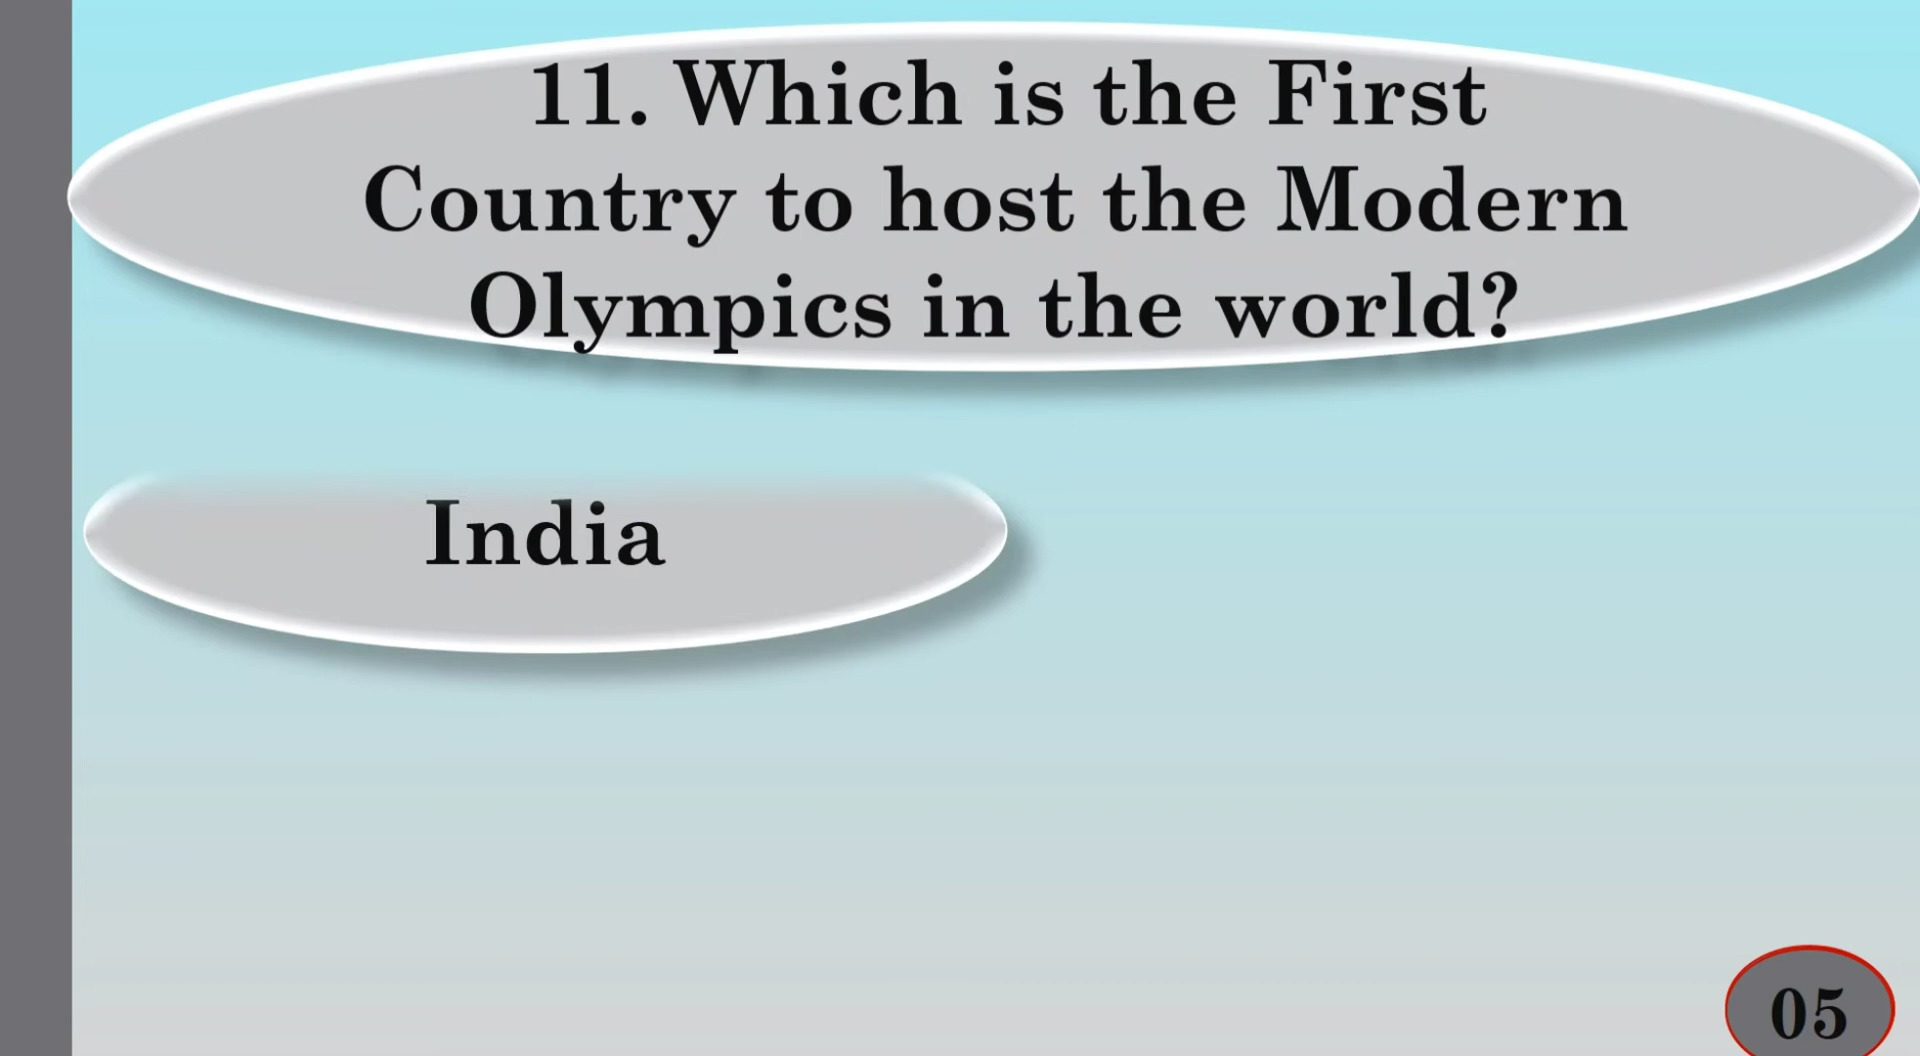 11. Which is the First
Country to host the Modern
Olympics in the world?
India
05